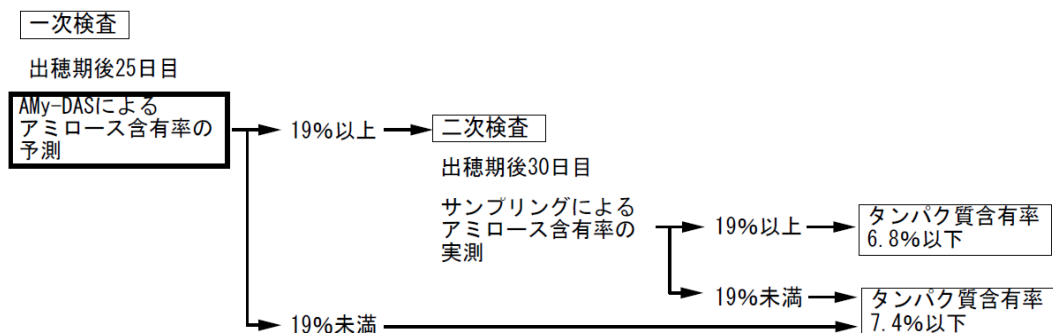 一次検査
出穂期後25日目
AMy-DASによる
アミロース含有率の
予測
19%以上
二次検査
出穂期後30日目
サンプリングによる
アミロース含有率の
実測
19%以上
タンパク質含有率
6.8%以下
19%未満
タンパク質含有率
7.4%以下
19%未満